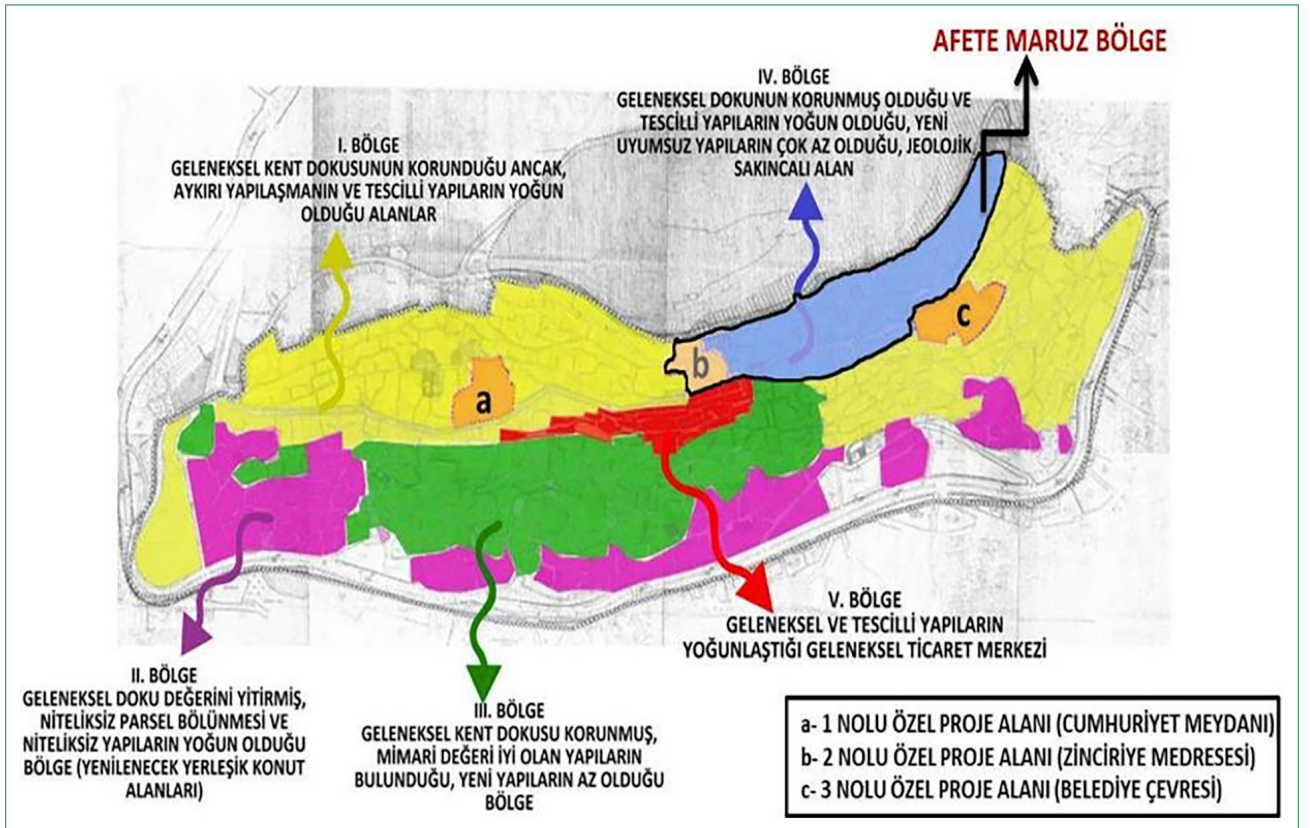 AFETE MARUZ BÖLGE
IV. BÖLGE
GELENEKSEL DOKUNUN KORUNMUŞ OLDUĞU VE
TESCİLLİ YAPILARIN YOĞUN OLDUĞU, YENİ
UYUMSUZ YAPILARIN ÇOK AZ OLDUĞU, JEOLOJİK
SAKINCALI ALAN
I. BÖLGE
GELENEKSEL KENT DOKUSUNUN KORUNDUĞU ANCAK,
AYKIRI YAPILAŞMANIN VE TESCİLLİ YAPILARIN YOĞUN
OLDUĞU ALANLAR
a
b
c
V. BÖLGE
GELENEKSEL VE TESCİLLİ YAPILARIN
YOĞUNLAŞTIĞI GELENEKSEL TİCARET MERKEZİ
II. BÖLGE
GELENEKSEL DOKU DEĞERİNİ YİTİRMİŞ,
NİTELİKSİZ PARSEL BÖLÜNMESİ VE
NİTELİKSİZ YAPILARIN YOĞUN OLDUĞU
BÖLGE (YENİLENECEK YERLEŞİK KONUT
ALANLARI)
III. BÖLGE
GELENEKSEL KENT DOKUSU KORUNMUŞ,
MİMARİ DEĞERİ İYİ OLAN YAPILARIN
BULUNDUĞU, YENİ YAPILARIN AZ OLDUĞU
BÖLGE
a- 1 NOLU ÖZEL PROJE ALANI (CUMHURİYET MEYDANI)
b- 2 NOLU ÖZEL PROJE ALANI (ZİNCİRİYE MEDRESESİ)
c- 3 NOLU ÖZEL PROJE ALANI (BELEDİYE ÇEVRESİ)